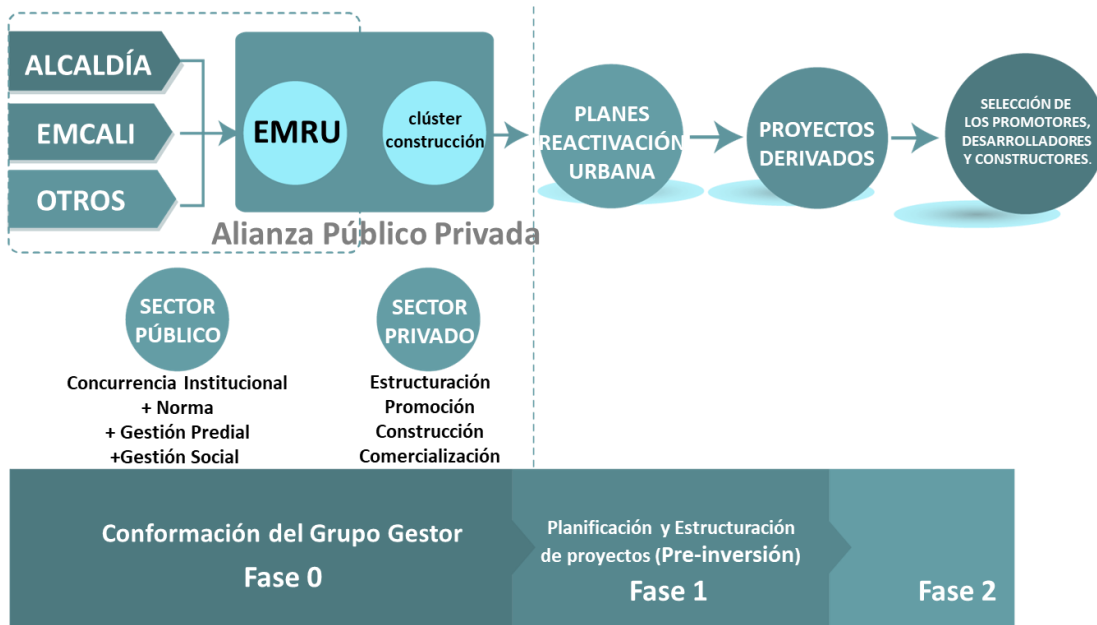 ALCALDÍA
EMCALI
OTROS
EMRU
clúster
construcción
Alianza Público Privada
PLANES
REACTIVACIÓN
URBANA
PROYECTOS
DERIVADOS
SELECCIÓN DE
LOS PROMOTORES,
DESARROLLADORES
Y CONSTRUCTORES.
SECTOR
PÚBLICO
Concurrencia Institucional
+ Norma
+ Gestión Predial
+Gestión Social
SECTOR
PRIVADO
Estructuración
Promoción
Construcción
Comercialización
Conformación del Grupo Gestor
Fase 0
Planificación y Estructuración
de proyectos (Pre-inversión)
Fase 1
Fase 2